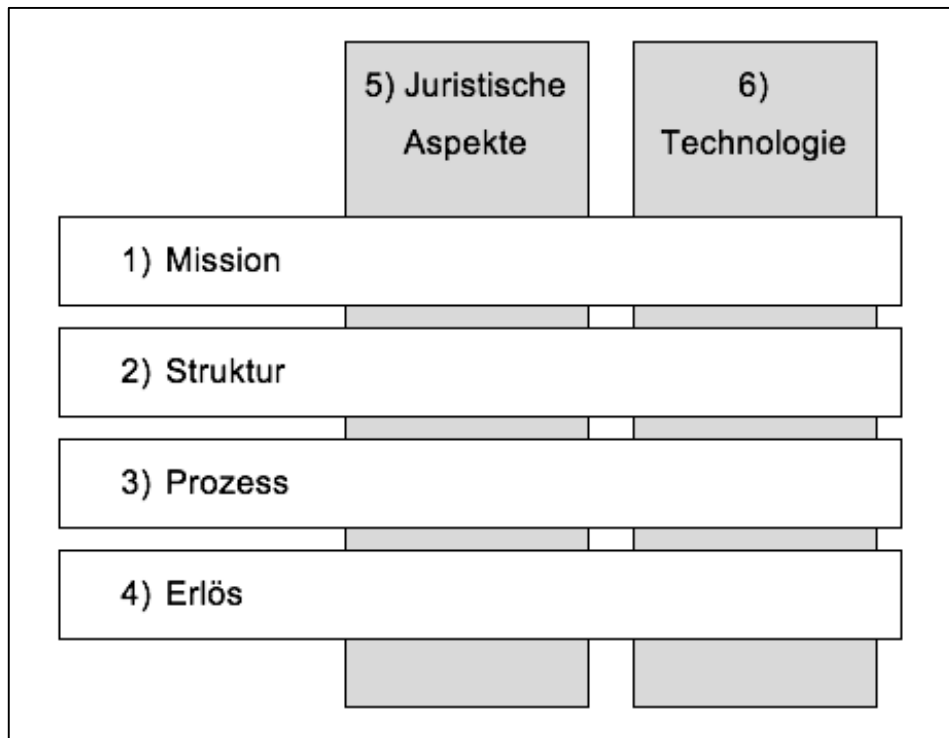 5) Juristische
Aspekte
6)
Technologie
1) Mission
2) Struktur
3) Prozess
4) Erlös